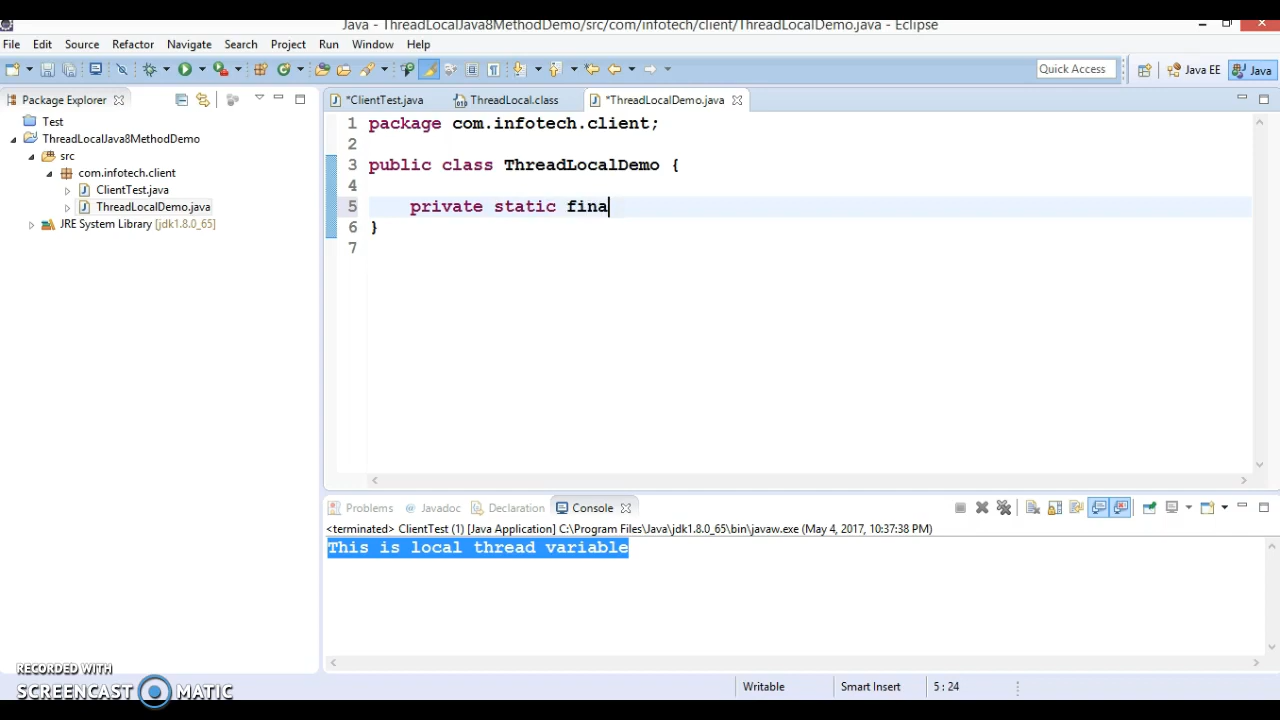 Java - ThreadLocalJava8MethodDemo/src/com/infotech/client/ThreadLocalDemo.java - Eclipse
File Edit Source Refactor Navigate Search Project Run Window Help
Quick Access Java EE Java
Package Explorer *ClientTest.java ThreadLocal.class *ThreadLocalDemo.java
Test
ThreadLocalJava8MethodDemo
src
com.infotech.client
ClientTest.java
ThreadLocalDemo.java
JRE System Library [jdk1.8.0_65]
1 package com.infotech.client;
2
3 public class ThreadLocalDemo {
4
5 private static fina
6 }
7
Problems Javadoc Declaration Console
<terminated> ClientTest (1) [Java Application] C:\Program Files\Java\jdk1.8.0_65\bin\javaw.exe (May 4, 2017, 10:37:38 PM)
This is local thread variable
RECORDED WITH
SCREENCAST MATIC
Writable Smart Insert 5 : 24